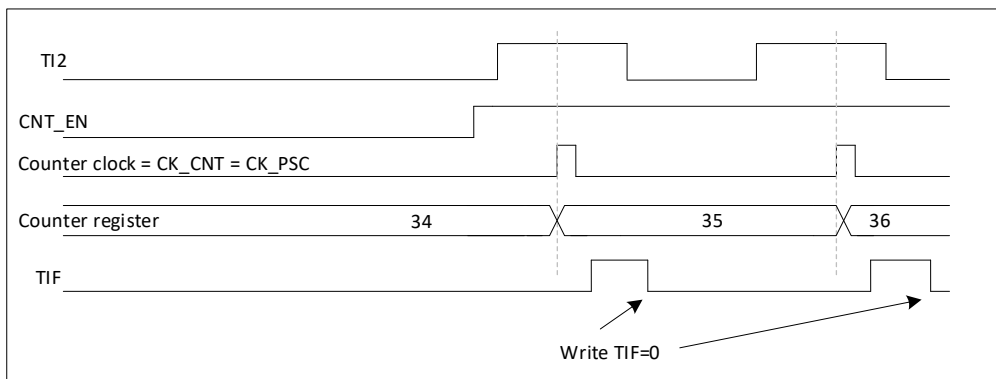 TI2
CNT_EN
Counter clock = CK_CNT = CK_PSC
Counter register 34 35 36
TIF
Write TIF=0